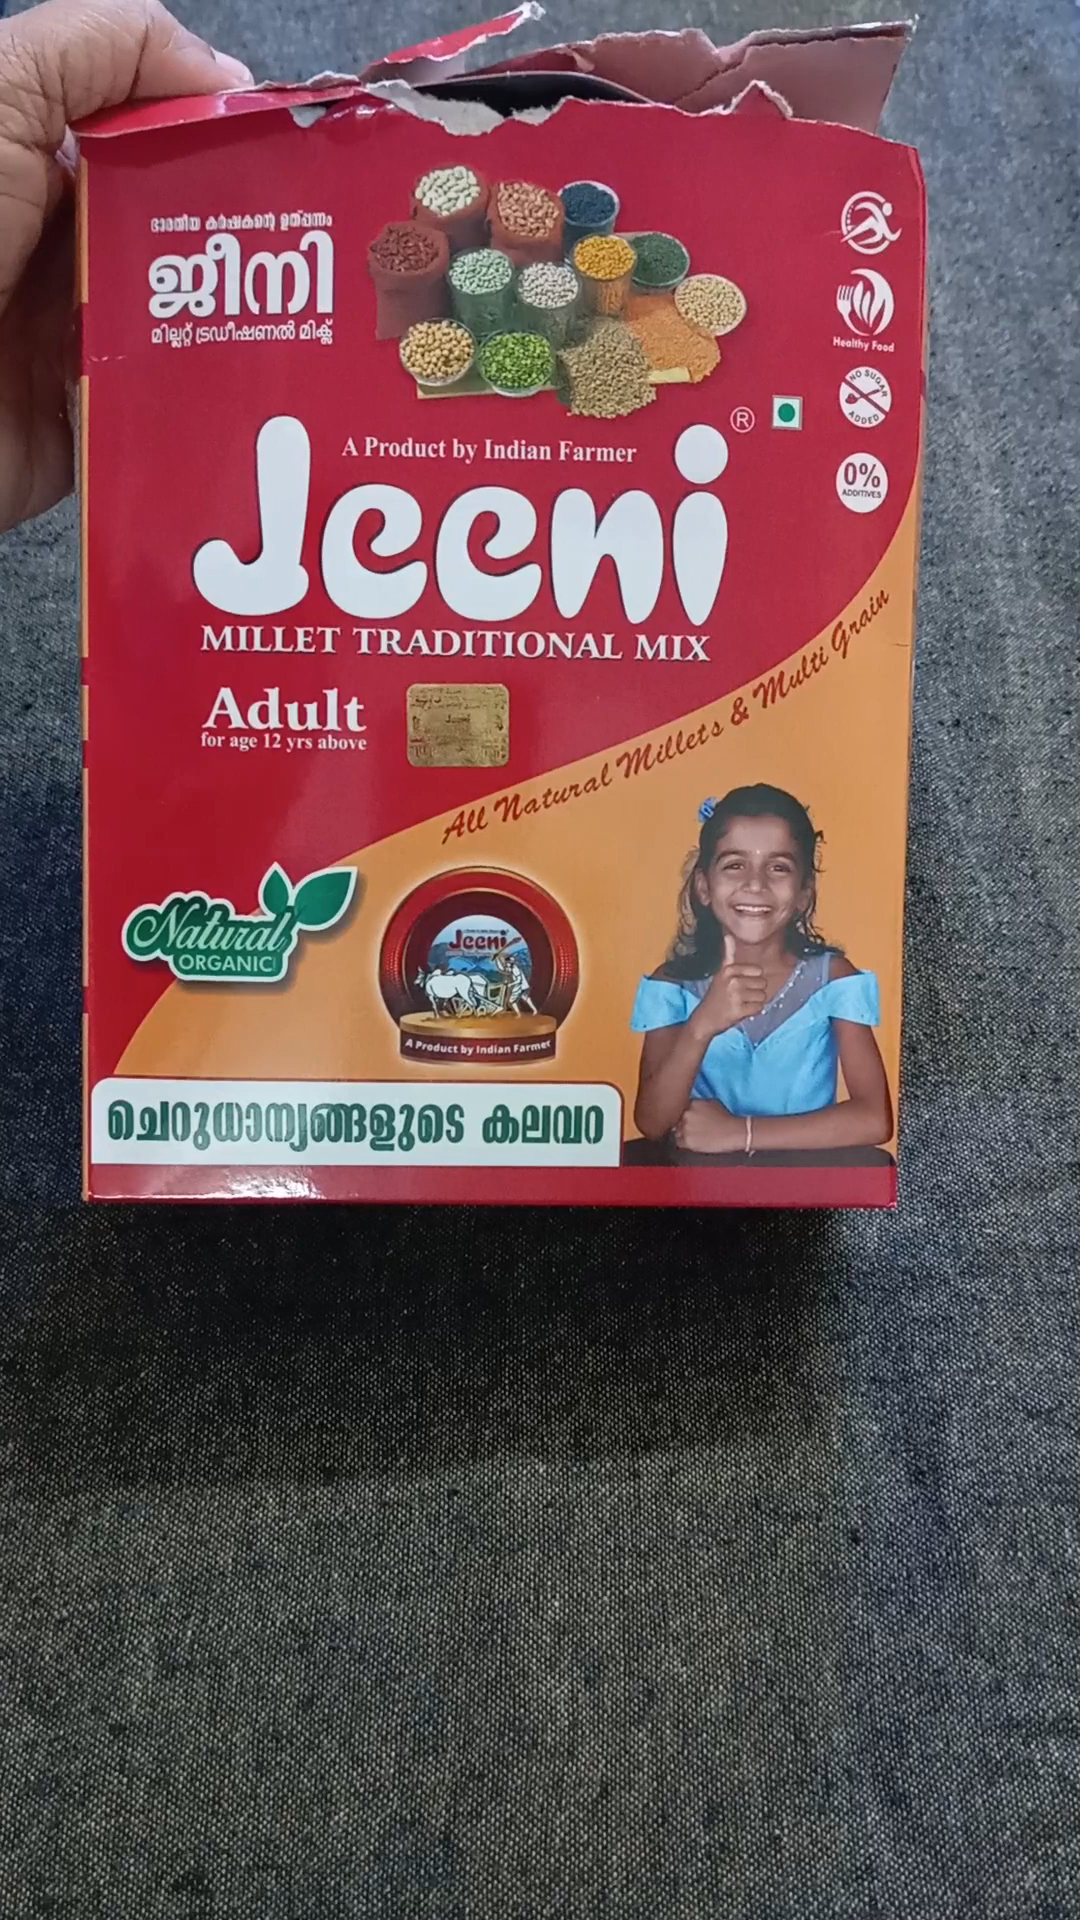 ഭാരതീയ കർഷകന്റെ ഉത്പ്പന്നം
ജീനി
മില്ലറ്റ് ട്രഡീഷണൽ മിക്സ്
Healthy Food
NO SUGAR
ADDED
0%
ADDITIVES
A Product by Indian Farmer
Jeeni ®
MILLET TRADITIONAL MIX
Adult
for age 12 yrs above
All Natural Millets & Multi Grain
Natural
ORGANIC
Jeeni
A Product by Indian Farmer
ചെറുധാന്യങ്ങളുടെ കലവറ